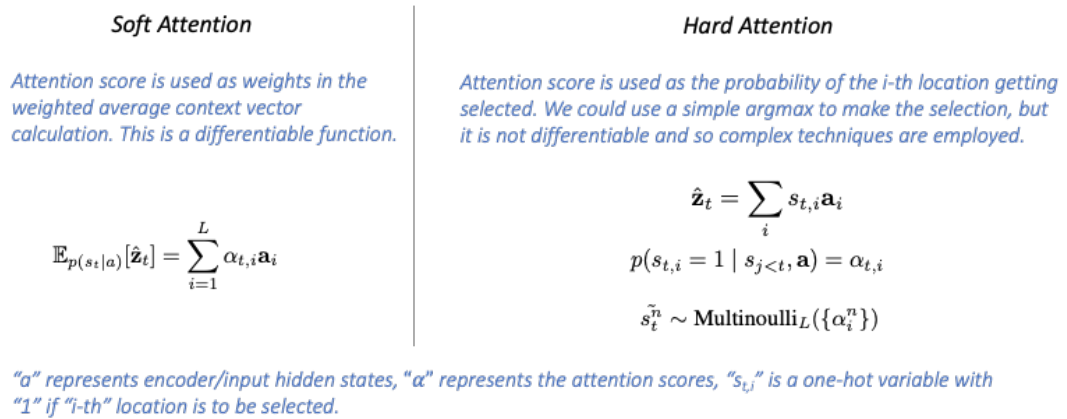 Soft Attention
Attention score is used as weights in the
weighted average context vector
calculation. This is a differentiable function.
𝔼_{p(s_t|a)}[ẑ_t] = ∑_{i=1}^{L} α_{t,i}a_i
Hard Attention
Attention score is used as the probability of the i-th location getting
selected. We could use a simple argmax to make the selection, but
it is not differentiable and so complex techniques are employed.
ẑ_t = ∑_i s_{t,i}a_i
p(s_{t,i} = 1 | s_{j<t}, a) = α_{t,i}
s̃_t^n ∼ Multinoulli_L({α_i^n})
“a” represents encoder/input hidden states, “α” represents the attention scores, “s_{t,i}” is a one-hot variable with
“1” if “i-th” location is to be selected.